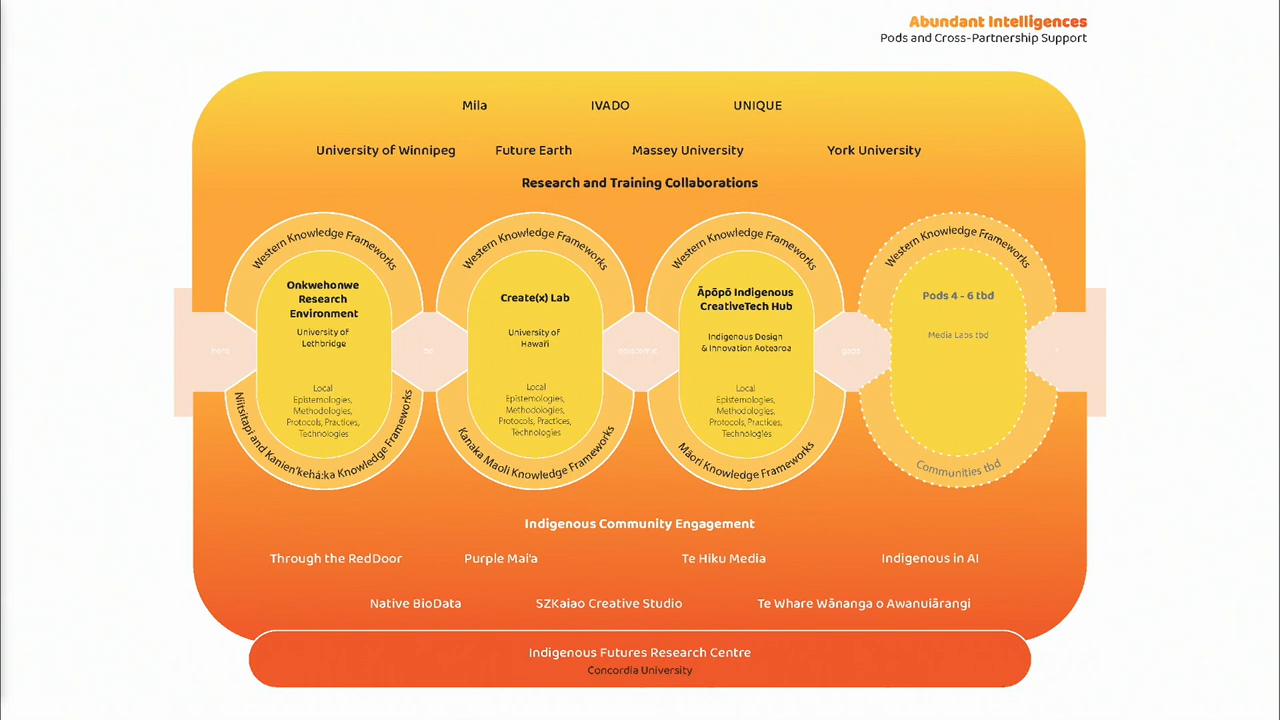 Abundant Intelligences
Pods and Cross-Partnership Support
Mila
IVADO
UNIQUE
University of Winnipeg
Future Earth
Massey University
York University
Research and Training Collaborations
Western Knowledge Frameworks
Onkwehonwe
Research
Environment
University of
Lethbridge
Local
Epistemologies,
Methodologies,
Protocols, Practices,
Technologies
Niitsitapi and Kanien'kehá:ka Knowledge Frameworks
Western Knowledge Frameworks
Create(x) Lab
University of
Hawaiʻi
Local
Epistemologies,
Methodologies,
Protocols, Practices,
Technologies
Kanaka Maoli Knowledge Frameworks
Western Knowledge Frameworks
Āpōpō Indigenous
CreativeTech Hub
Indigenous Design
& Innovation Aotearoa
Local
Epistemologies,
Methodologies,
Protocols, Practices,
Technologies
Māori Knowledge Frameworks
Western Knowledge Frameworks
Pods 4 - 6 tbd
Media Labs tbd
Communities tbd
epistemic
gaps
Indigenous Community Engagement
Through the RedDoor
Purple Mai'a
Te Hiku Media
Indigenous in AI
Native BioData
SZKaiao Creative Studio
Te Whare Wānanga o Awanuiārangi
Indigenous Futures Research Centre
Concordia University